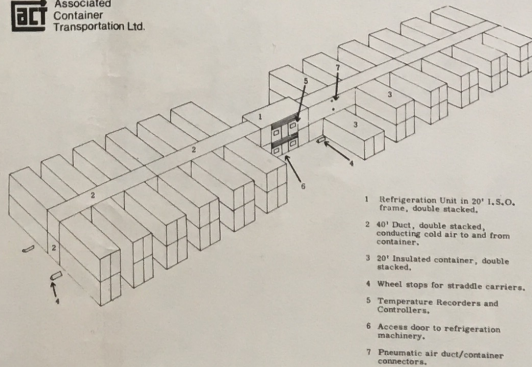 act
Associated
Container
Transportation Ltd.
5
7
3
1
3
2
4
2
6
2
4
1 Refrigeration Unit in 20' I.S.O.
frame, double stacked.
2 40' Duct, double stacked,
conducting cold air to and from
container.
3 20' Insulated container, double
stacked.
4 Wheel stops for straddle carriers.
5 Temperature Recorders and
Controllers.
6 Access door to refrigeration
machinery.
7 Pneumatic air duct/container
connectors.